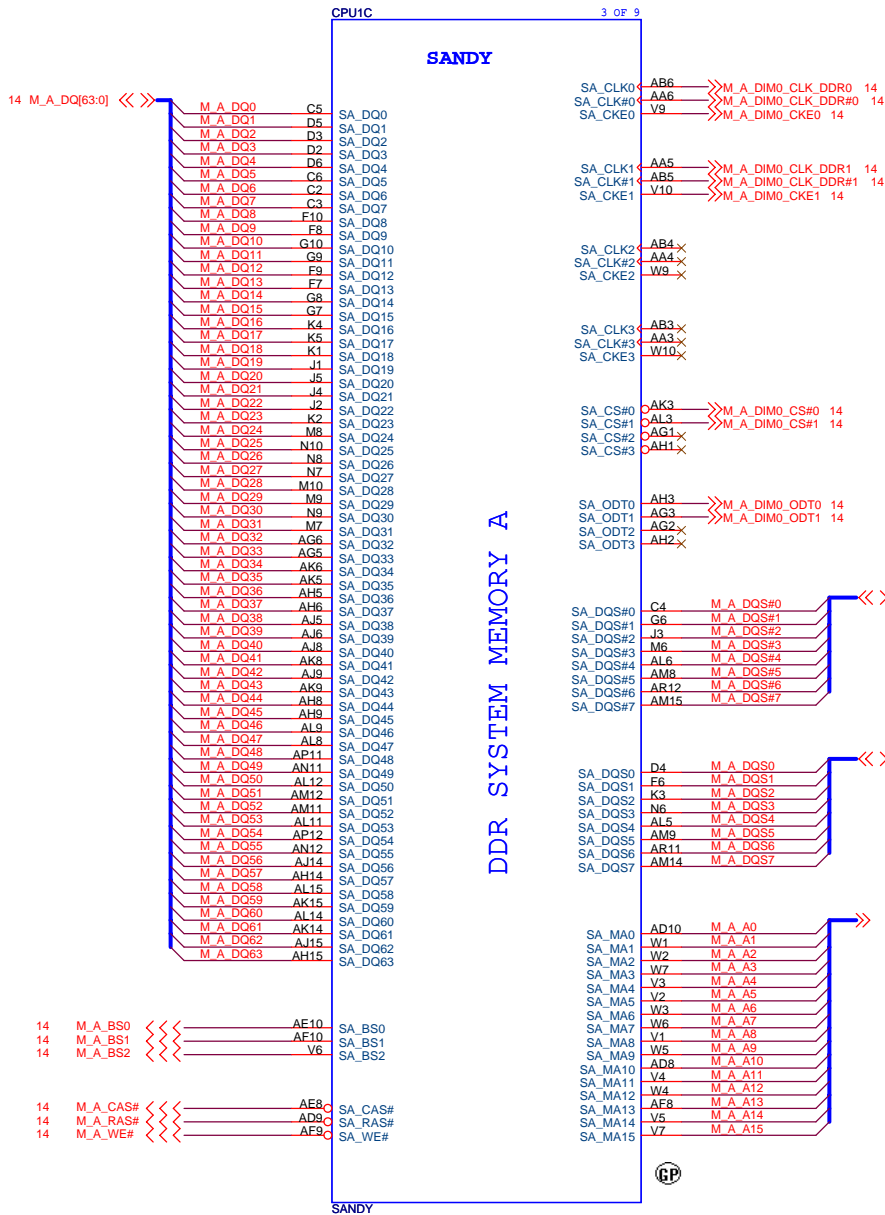 CPU1C 3 OF 9
SANDY
14 M_A_DQ[63:0]
M_A_DQ0 C5 SA_DQ0
M_A_DQ1 D5 SA_DQ1
M_A_DQ2 D3 SA_DQ2
M_A_DQ3 D2 SA_DQ3
M_A_DQ4 D6 SA_DQ4
M_A_DQ5 C6 SA_DQ5
M_A_DQ6 C2 SA_DQ6
M_A_DQ7 C3 SA_DQ7
M_A_DQ8 F10 SA_DQ8
M_A_DQ9 F8 SA_DQ9
M_A_DQ10 G10 SA_DQ10
M_A_DQ11 G9 SA_DQ11
M_A_DQ12 F9 SA_DQ12
M_A_DQ13 F7 SA_DQ13
M_A_DQ14 G8 SA_DQ14
M_A_DQ15 G7 SA_DQ15
M_A_DQ16 K4 SA_DQ16
M_A_DQ17 K5 SA_DQ17
M_A_DQ18 K1 SA_DQ18
M_A_DQ19 J1 SA_DQ19
M_A_DQ20 J5 SA_DQ20
M_A_DQ21 J4 SA_DQ21
M_A_DQ22 J2 SA_DQ22
M_A_DQ23 K2 SA_DQ23
M_A_DQ24 M8 SA_DQ24
M_A_DQ25 N10 SA_DQ25
M_A_DQ26 N8 SA_DQ26
M_A_DQ27 N7 SA_DQ27
M_A_DQ28 M10 SA_DQ28
M_A_DQ29 M9 SA_DQ29
M_A_DQ30 N9 SA_DQ30
M_A_DQ31 M7 SA_DQ31
M_A_DQ32 AG6 SA_DQ32
M_A_DQ33 AG5 SA_DQ33
M_A_DQ34 AK6 SA_DQ34
M_A_DQ35 AK5 SA_DQ35
M_A_DQ36 AH5 SA_DQ36
M_A_DQ37 AH6 SA_DQ37
M_A_DQ38 AJ5 SA_DQ38
M_A_DQ39 AJ6 SA_DQ39
M_A_DQ40 AJ8 SA_DQ40
M_A_DQ41 AK8 SA_DQ41
M_A_DQ42 AJ9 SA_DQ42
M_A_DQ43 AK9 SA_DQ43
M_A_DQ44 AH8 SA_DQ44
M_A_DQ45 AH9 SA_DQ45
M_A_DQ46 AL9 SA_DQ46
M_A_DQ47 AL8 SA_DQ47
M_A_DQ48 AP11 SA_DQ48
M_A_DQ49 AN11 SA_DQ49
M_A_DQ50 AL12 SA_DQ50
M_A_DQ51 AM12 SA_DQ51
M_A_DQ52 AM11 SA_DQ52
M_A_DQ53 AL11 SA_DQ53
M_A_DQ54 AP12 SA_DQ54
M_A_DQ55 AN12 SA_DQ55
M_A_DQ56 AJ14 SA_DQ56
M_A_DQ57 AH14 SA_DQ57
M_A_DQ58 AL15 SA_DQ58
M_A_DQ59 AK15 SA_DQ59
M_A_DQ60 AL14 SA_DQ60
M_A_DQ61 AK14 SA_DQ61
M_A_DQ62 AJ15 SA_DQ62
M_A_DQ63 AH15 SA_DQ63
14 M_A_BS0 AE10 SA_BS0
14 M_A_BS1 AF10 SA_BS1
14 M_A_BS2 V6 SA_BS2
14 M_A_CAS# AE8 SA_CAS#
14 M_A_RAS# AD9 SA_RAS#
14 M_A_WE# AF9 SA_WE#
DDR SYSTEM MEMORY A
SA_CLK0 AB6 M_A_DIM0_CLK_DDR0 14
SA_CLK#0 AA6 M_A_DIM0_CLK_DDR#0 14
SA_CKE0 V9 M_A_DIM0_CKE0 14
SA_CLK1 AA5 M_A_DIM0_CLK_DDR1 14
SA_CLK#1 AB5 M_A_DIM0_CLK_DDR#1 14
SA_CKE1 V10 M_A_DIM0_CKE1 14
SA_CLK2 AB4
SA_CLK#2 AA4
SA_CKE2 W9
SA_CLK3 AB3
SA_CLK#3 AA3
SA_CKE3 W10
SA_CS#0 AK3 M_A_DIM0_CS#0 14
SA_CS#1 AL3 M_A_DIM0_CS#1 14
SA_CS#2 AG1
SA_CS#3 AH1
SA_ODT0 AH3 M_A_DIM0_ODT0 14
SA_ODT1 AG3 M_A_DIM0_ODT1 14
SA_ODT2 AG2
SA_ODT3 AH2
SA_DQS#0 C4 M_A_DQS#0
SA_DQS#1 G6 M_A_DQS#1
SA_DQS#2 J3 M_A_DQS#2
SA_DQS#3 M6 M_A_DQS#3
SA_DQS#4 AL6 M_A_DQS#4
SA_DQS#5 AM8 M_A_DQS#5
SA_DQS#6 AR12 M_A_DQS#6
SA_DQS#7 AM15 M_A_DQS#7
SA_DQS0 D4 M_A_DQS0
SA_DQS1 F6 M_A_DQS1
SA_DQS2 K3 M_A_DQS2
SA_DQS3 N6 M_A_DQS3
SA_DQS4 AL5 M_A_DQS4
SA_DQS5 AM9 M_A_DQS5
SA_DQS6 AR11 M_A_DQS6
SA_DQS7 AM14 M_A_DQS7
SA_MA0 AD10 M_A_A0
SA_MA1 W1 M_A_A1
SA_MA2 W2 M_A_A2
SA_MA3 W7 M_A_A3
SA_MA4 V3 M_A_A4
SA_MA5 V2 M_A_A5
SA_MA6 W3 M_A_A6
SA_MA7 W6 M_A_A7
SA_MA8 V1 M_A_A8
SA_MA9 W5 M_A_A9
SA_MA10 AD8 M_A_A10
SA_MA11 V4 M_A_A11
SA_MA12 W4 M_A_A12
SA_MA13 AF8 M_A_A13
SA_MA14 V5 M_A_A14
SA_MA15 V7 M_A_A15
GP
SANDY